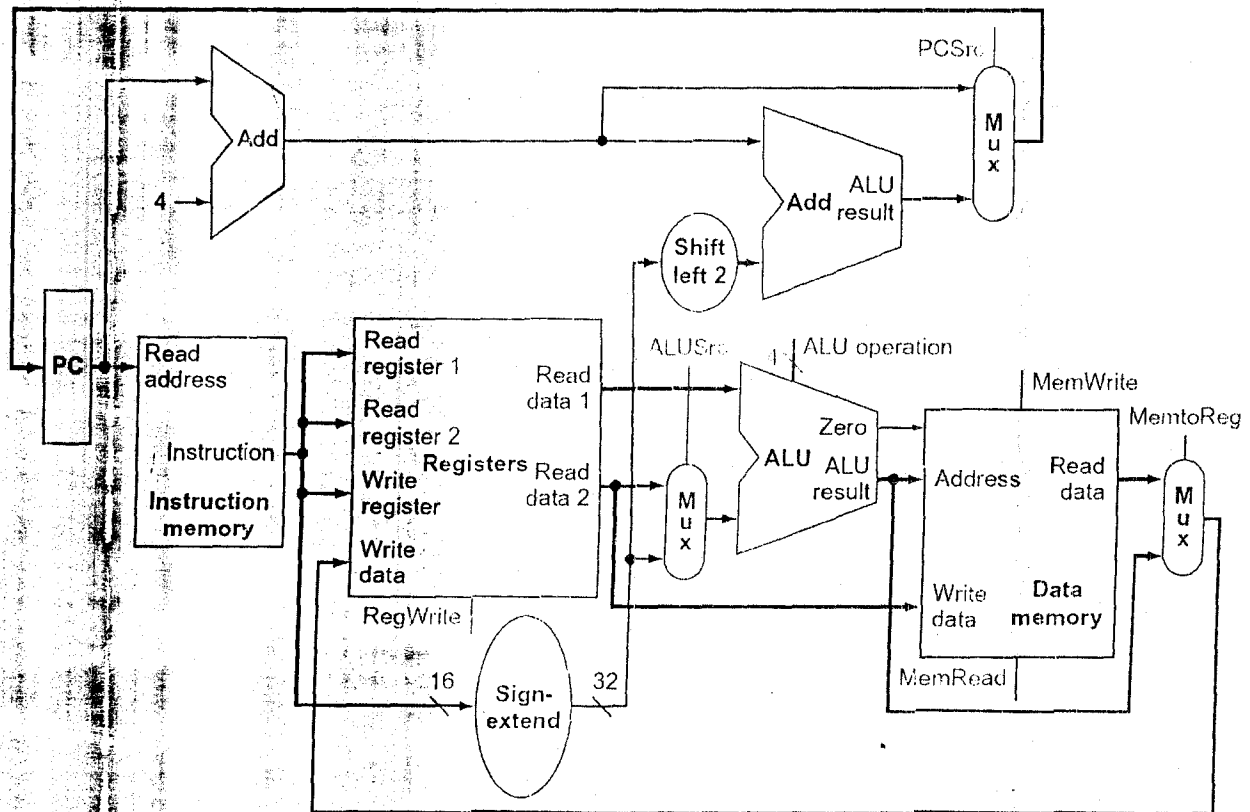 PCSrc
Add
4
M
u
x
Add
ALU
result
Shift
left 2
PC
Read
address
Instruction
Instruction
memory
Read
register 1
Read
register 2
Write
register
Write
data
Registers
Read
data 1
Read
data 2
RegWrite
16
Sign-
extend
32
ALUSrc
M
u
x
4
ALU operation
Zero
ALU
ALU
result
MemWrite
Address
Read
data
Write
data
Data
memory
MemRead
MemtoReg
M
u
x